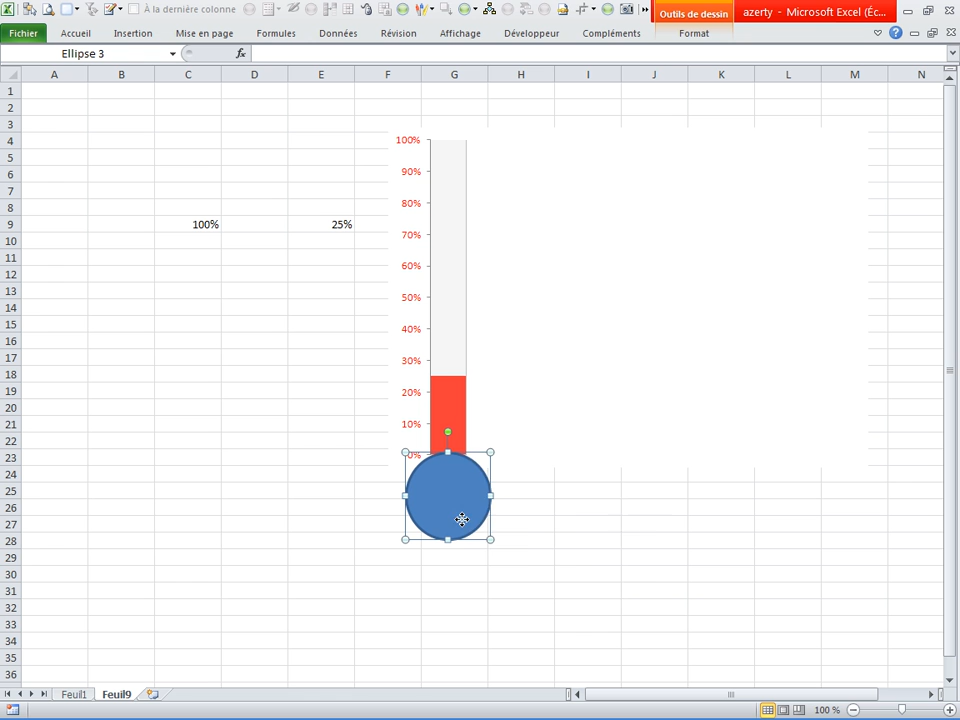 À la dernière colonne
Outils de dessin
azerty - Microsoft Excel (Éc...
Fichier
Accueil
Insertion
Mise en page
Formules
Données
Révision
Affichage
Développeur
Compléments
Format
Ellipse 3
fx
A B C D E F G H I J K L M N
1
2
3
4
5
6
7
8
9
10
11
12
13
14
15
16
17
18
19
20
21
22
23
24
25
26
27
28
29
30
31
32
33
34
35
36
100% 25%
100%
90%
80%
70%
60%
50%
40%
30%
20%
10%
0%
Feuil1 Feuil9
100 %